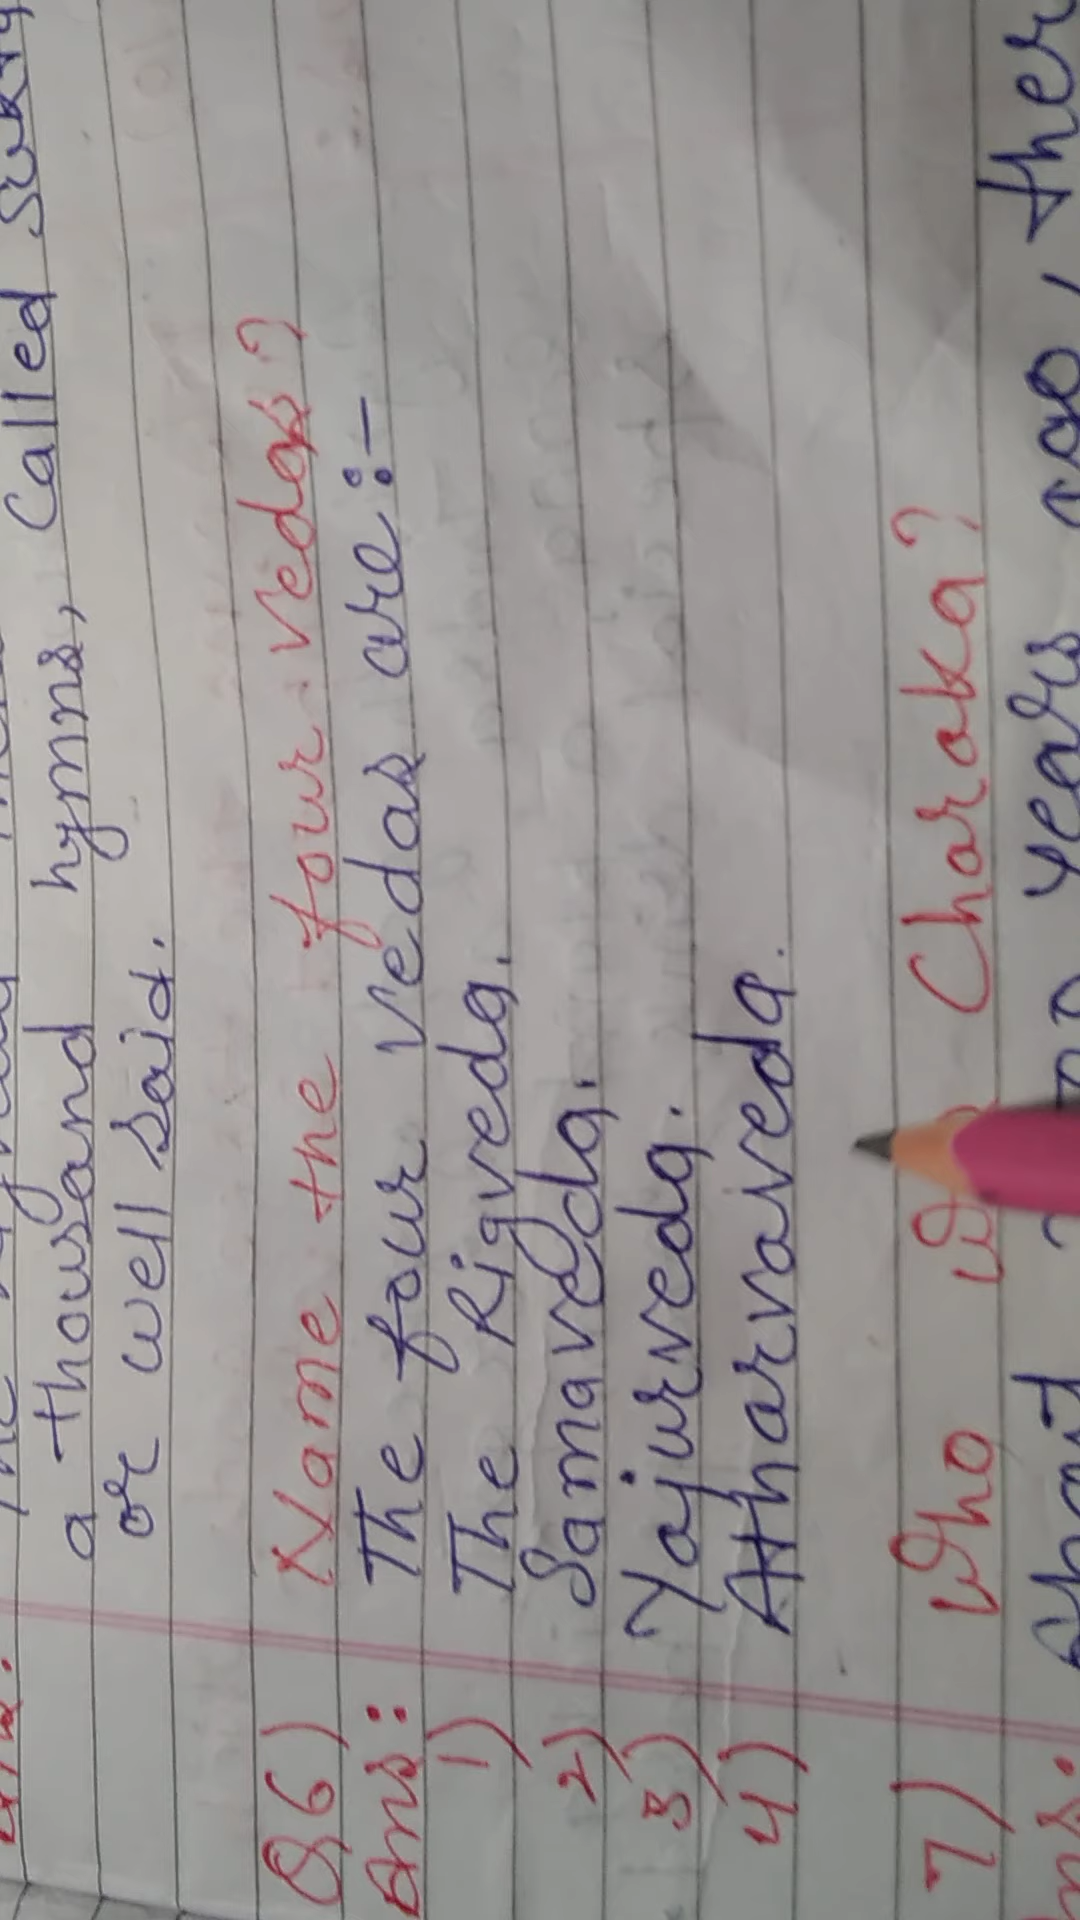 a thousand hymns, called
or well said.
Q6) Name the four vedas?
Ans: The four vedas are:-
1) The Rigveda.
2) Samaveda.
3) Yajurveda.
4) Atharvaveda.
7) Who Charaka?
years ago, ther